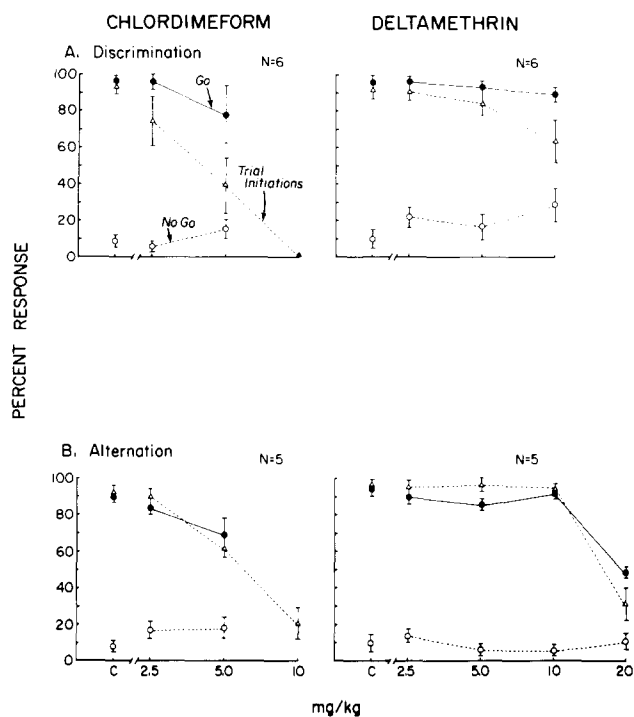 CHLORDIMEFORM DELTAMETHRIN
A. Discrimination
N=6 N=6
100
80
60
40
20
0
Go
Trial
Initiations
No Go
PERCENT RESPONSE
B. Alternation
N=5 N=5
100
80
60
40
20
0
C 2.5 5.0 10 C 2.5 5.0 10 20
mg/kg